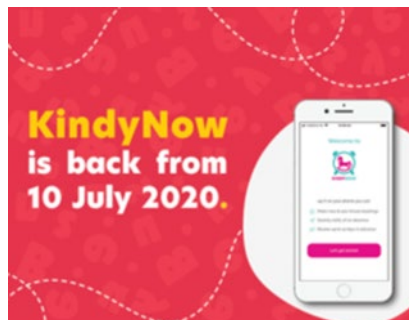 KindyNow
is back from
10 July 2020.
Welcome to
Let's get started